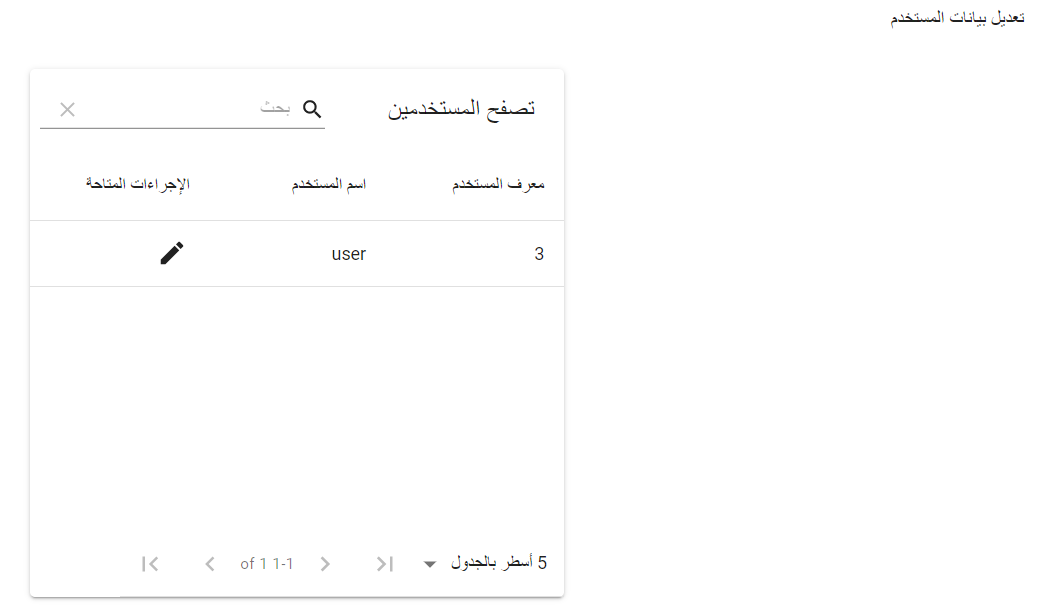 تعديل بيانات المستخدم
تصفح المستخدمين
بحث
معرف المستخدم اسم المستخدم الإجراءات المتاحة
3 user
5 أسطر بالجدول
1-1 of 1